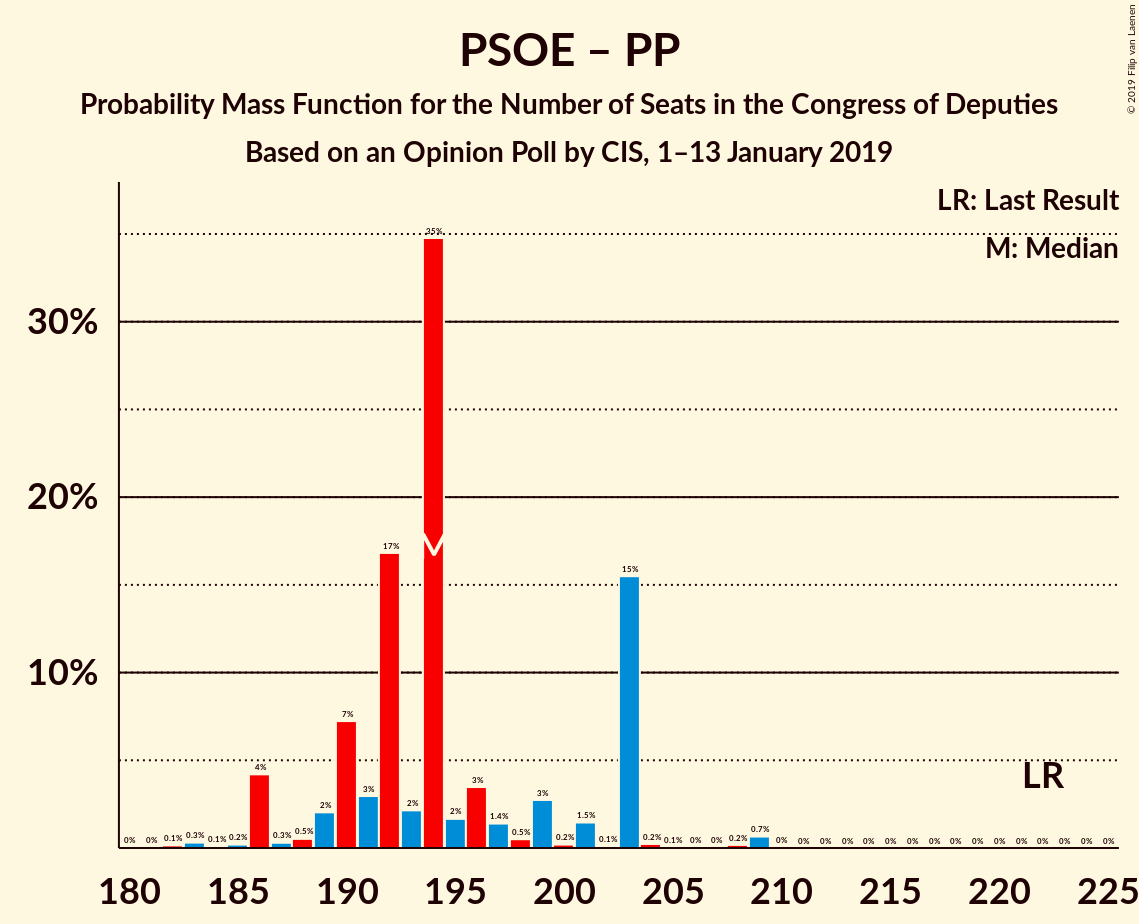 PSOE – PP
Probability Mass Function for the Number of Seats in the Congress of Deputies
Based on an Opinion Poll by CIS, 1–13 January 2019
© 2019 Filip van Laenen
LR: Last Result
M: Median
30%
20%
10%
0% 0% 0.1% 0.3% 0.1% 0.2% 4% 0.3% 0.5% 2% 7% 3% 17% 2% 35% 2% 3% 1.4% 0.5% 3% 0.2% 1.5% 0.1% 15% 0.2% 0.1% 0% 0% 0.2% 0.7% 0% 0% 0% 0% 0% 0% 0% 0% 0% 0% 0% 0% 0% 0% 0% 0%
LR
180 185 190 195 200 205 210 215 220 225